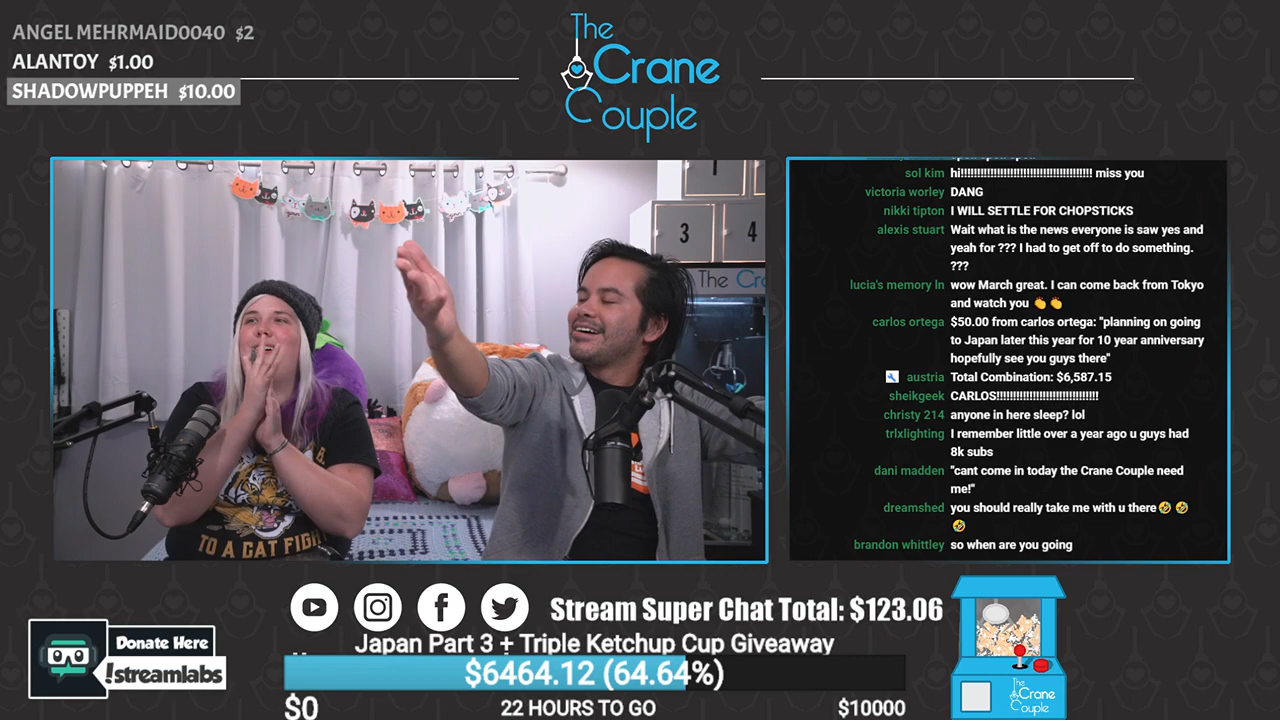 ANGEL MEHRMAID0040 $2
ALANTOY $1.00
SHADOWPUPPEH $10.00
The
Crane
Couple
1
3 4
The Cr
TO A CAT FIGH
sol kim hi!!!!!!!!!!!!!!!!!!!!!!!!!!!!!!!!!!!!!!!!! miss you
victoria worley DANG
nikki tipton I WILL SETTLE FOR CHOPSTICKS
alexis stuart Wait what is the news everyone is saw yes and
yeah for ??? I had to get off to do something.
???
lucia's memory ln wow March great. I can come back from Tokyo
and watch you 👏 👏
carlos ortega $50.00 from carlos ortega: "planning on going
to Japan later this year for 10 year anniversary
hopefully see you guys there"
austria Total Combination: $6,587.15
sheikgeek CARLOS!!!!!!!!!!!!!!!!!!!!!!!!!!!!!!!
christy 214 anyone in here sleep? lol
trlxlighting I remember little over a year ago u guys had
8k subs
dani madden "cant come in today the Crane Couple need
me!"
dreamshed you should really take me with u there🤣 🤣
🤣
brandon whittley so when are you going
Stream Super Chat Total: $123.06
Japan Part 3 + Triple Ketchup Cup Giveaway
$6464.12 (64.64%)
$0 22 HOURS TO GO $10000
Donate Here
!streamlabs
The
Crane
Couple